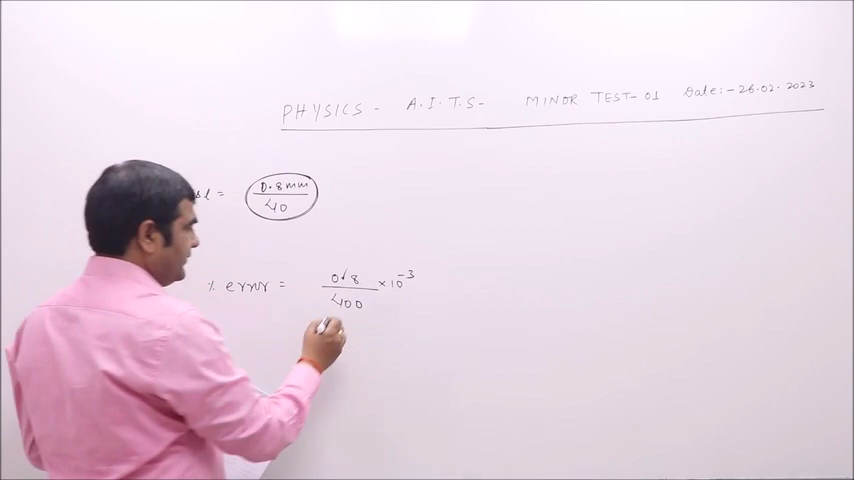 PHYSICS - A.I.T.S- MINOR TEST-01 Date:-26.02.2023
= 0.8mm
40
% error = 0.8 × 10⁻³
400